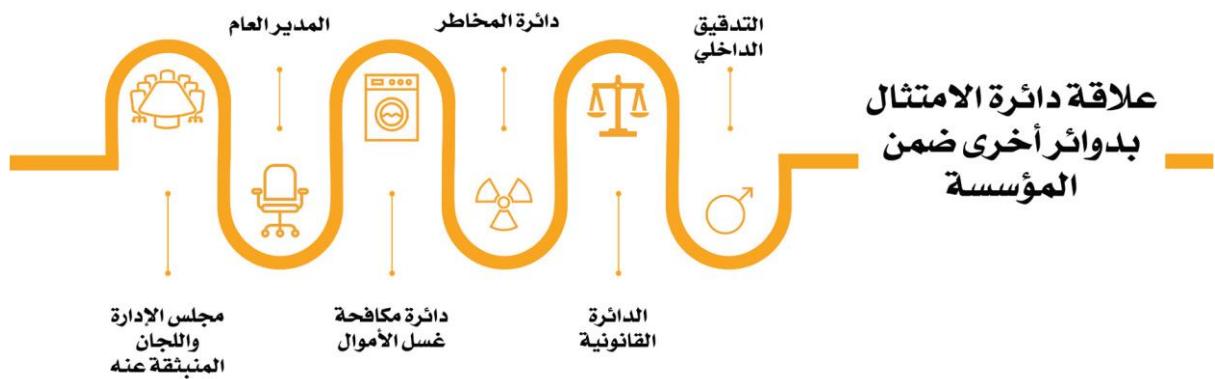 علاقة دائرة الامتثال
بدوائر أخرى ضمن
المؤسسة
التدقيق
الداخلي
الدائرة
القانونية
دائرة المخاطر
دائرة مكافحة
غسل الأموال
المدير العام
مجلس الإدارة
واللجان
المنبثقة عنه